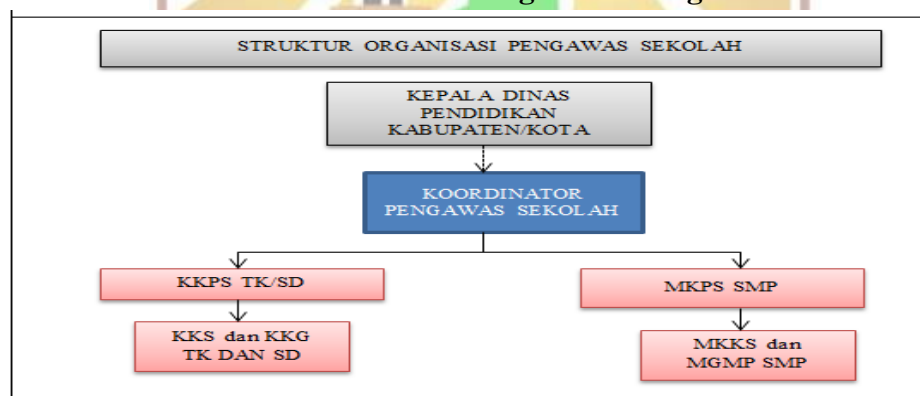 STRUKTUR ORGANISASI PENGAWAS SEKOLAH
KEPALA DINAS
PENDIDIKAN
KABUPATEN/KOTA
KOORDINATOR
PENGAWAS SEKOLAH
KKPS TK/SD
MKPS SMP
KKS dan KKG
TK DAN SD
MKKS dan
MGMP SMP